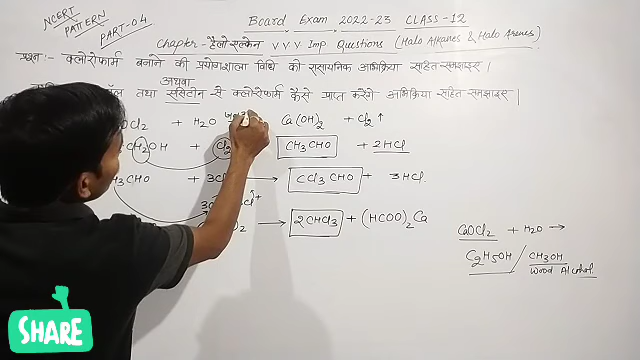 NCERT PATTERN PART-04
Board Exam 2022-23 CLASS-12
Chapter - हैलोएल्केन V V V Imp Questions (Halo Alkanes & Halo Arenes)
प्रश्न :- क्लोरोफार्म बनाने की प्रयोगशाला विधि को रासायनिक अभिक्रिया सहित समझाइए।
अथवा
तथा एसिटोन से क्लोरोफार्म कैसे प्राप्त करेंगे अभिक्रिया सहित समझाइए।
OCl2 + H2O Ca(OH)2 + Cl2 ↑
CH2OH + Cl2 CH3CHO + 2HCl
H3CHO + 3Cl → CCl3CHO + 3HCl
→ 2CHCl3 + (HCOO)2Ca
CaOCl2 + H2O →
C2H5OH / CH3OH
Wood Alcohol
SHARE